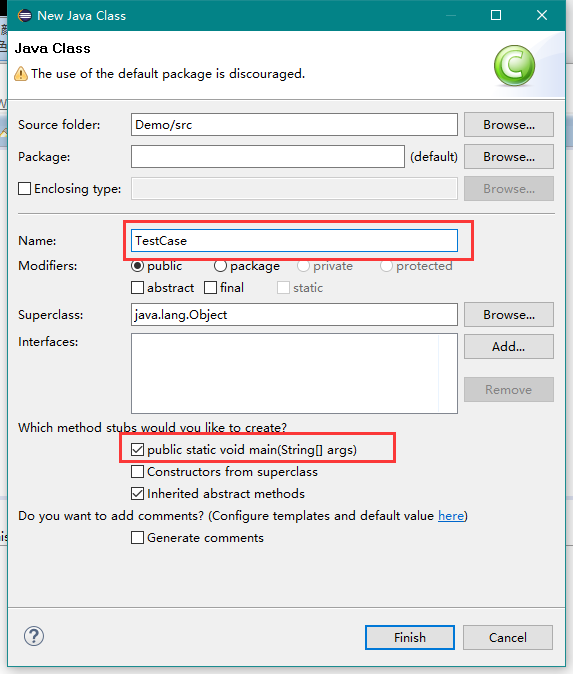 New Java Class
Java Class
The use of the default package is discouraged.
Source folder: Demo/src Browse...
Package: (default) Browse...
Enclosing type: Browse...
Name: TestCase
Modifiers: public package private protected
abstract final static
Superclass: java.lang.Object Browse...
Interfaces: Add...
Remove
Which method stubs would you like to create?
public static void main(String[] args)
Constructors from superclass
Inherited abstract methods
Do you want to add comments? (Configure templates and default value here)
Generate comments
Finish Cancel